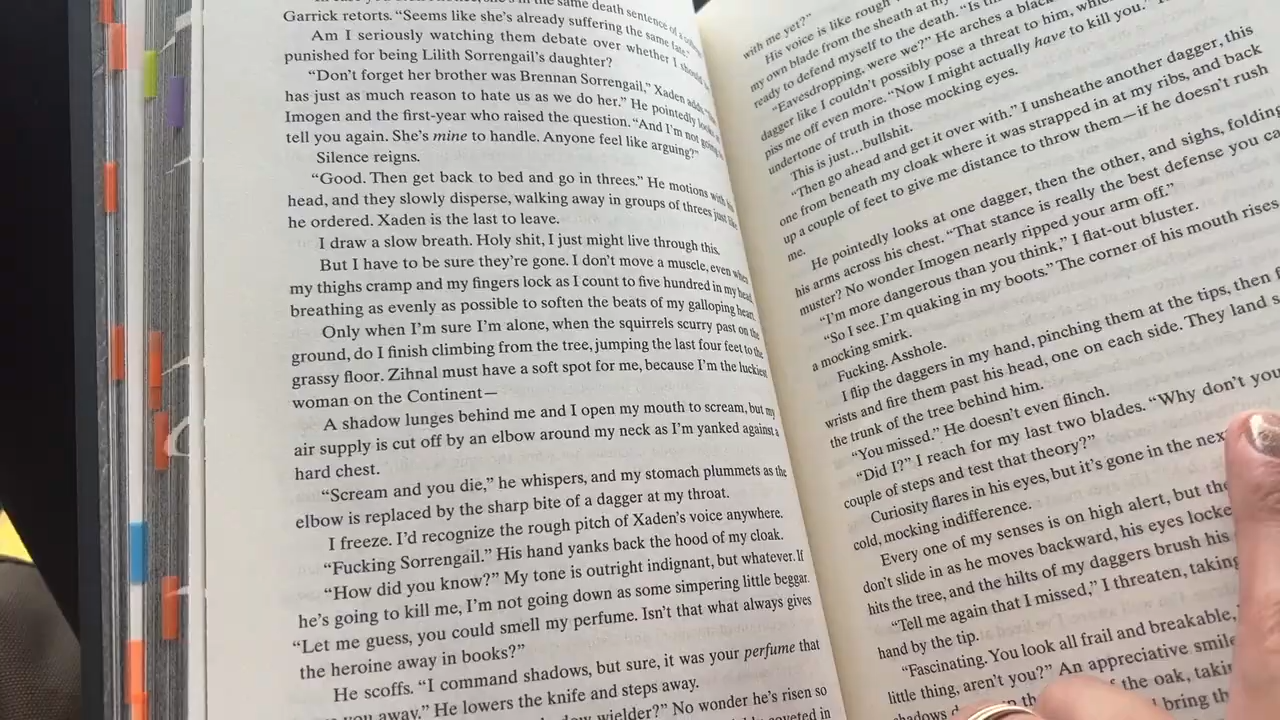 the same death sentence of a
Garrick retorts. “Seems like she’s already suffering the same fate.”
Am I seriously watching them debate over whether I should
punished for being Lilith Sorrengail’s daughter?
“Don’t forget her brother was Brennan Sorrengail,” Xaden adds.
has just as much reason to hate us as we do her.” He pointedly looks
Imogen and the first-year who raised the question. “And I’m not going
tell you again. She’s mine to handle. Anyone feel like arguing?”
Silence reigns.
“Good. Then get back to bed and go in threes.” He motions with
head, and they slowly disperse, walking away in groups of threes just like
he ordered. Xaden is the last to leave.
I draw a slow breath. Holy shit, I just might live through this.
But I have to be sure they’re gone. I don’t move a muscle, even when
my thighs cramp and my fingers lock as I count to five hundred in my head,
breathing as evenly as possible to soften the beats of my galloping heart.
Only when I’m sure I’m alone, when the squirrels scurry past on the
ground, do I finish climbing from the tree, jumping the last four feet to the
grassy floor. Zihnal must have a soft spot for me, because I’m the luckiest
woman on the Continent—
A shadow lunges behind me and I open my mouth to scream, but my
air supply is cut off by an elbow around my neck as I’m yanked against a
hard chest.
“Scream and you die,” he whispers, and my stomach plummets as the
elbow is replaced by the sharp bite of a dagger at my throat.
I freeze. I’d recognize the rough pitch of Xaden’s voice anywhere.
“Fucking Sorrengail.” His hand yanks back the hood of my cloak.
“How did you know?” My tone is outright indignant, but whatever. If
he’s going to kill me, I’m not going down as some simpering little beggar.
“Let me guess, you could smell my perfume. Isn’t that what always gives
the heroine away in books?”
He scoffs. “I command shadows, but sure, it was your perfume that
you away.” He lowers the knife and steps away.
wielder?” No wonder he’s risen so
coveted in
with me yet?”
His voice is like rough
my own blade from the sheath at my
ready to defend myself to the death. “Is
“Eavesdropping, were we?” He arches a black
dagger like I couldn’t possibly pose a threat to him, which
piss me off even more. “Now I might actually have to kill you.”
undertone of truth in those mocking eyes.
This is just…bullshit.
“Then go ahead and get it over with.” I unsheathe another dagger, this
one from beneath my cloak where it was strapped in at my ribs, and back
up a couple of feet to give me distance to throw them—if he doesn’t rush
me.
He pointedly looks at one dagger, then the other, and sighs, folding
his arms across his chest. “That stance is really the best defense you can
muster? No wonder Imogen nearly ripped your arm off.”
“I’m more dangerous than you think,” I flat-out bluster.
“So I see. I’m quaking in my boots.” The corner of his mouth rises
a mocking smirk.
Fucking. Asshole.
I flip the daggers in my hand, pinching them at the tips, then
wrists and fire them past his head, one on each side. They land
the trunk of the tree behind him.
“You missed.” He doesn’t even flinch.
“Did I?” I reach for my last two blades. “Why don’t you
couple of steps and test that theory?”
Curiosity flares in his eyes, but it’s gone in the
cold, mocking indifference.
Every one of my senses is on high alert, but the
don’t slide in as he moves backward, his eyes
hits the tree, and the hilts of my daggers brush his
“Tell me again that I missed,” I threaten, taking
hand by the tip.
“Fascinating. You look all frail and breakable,
little thing, aren’t you?” An appreciative smile
the oak,
bring